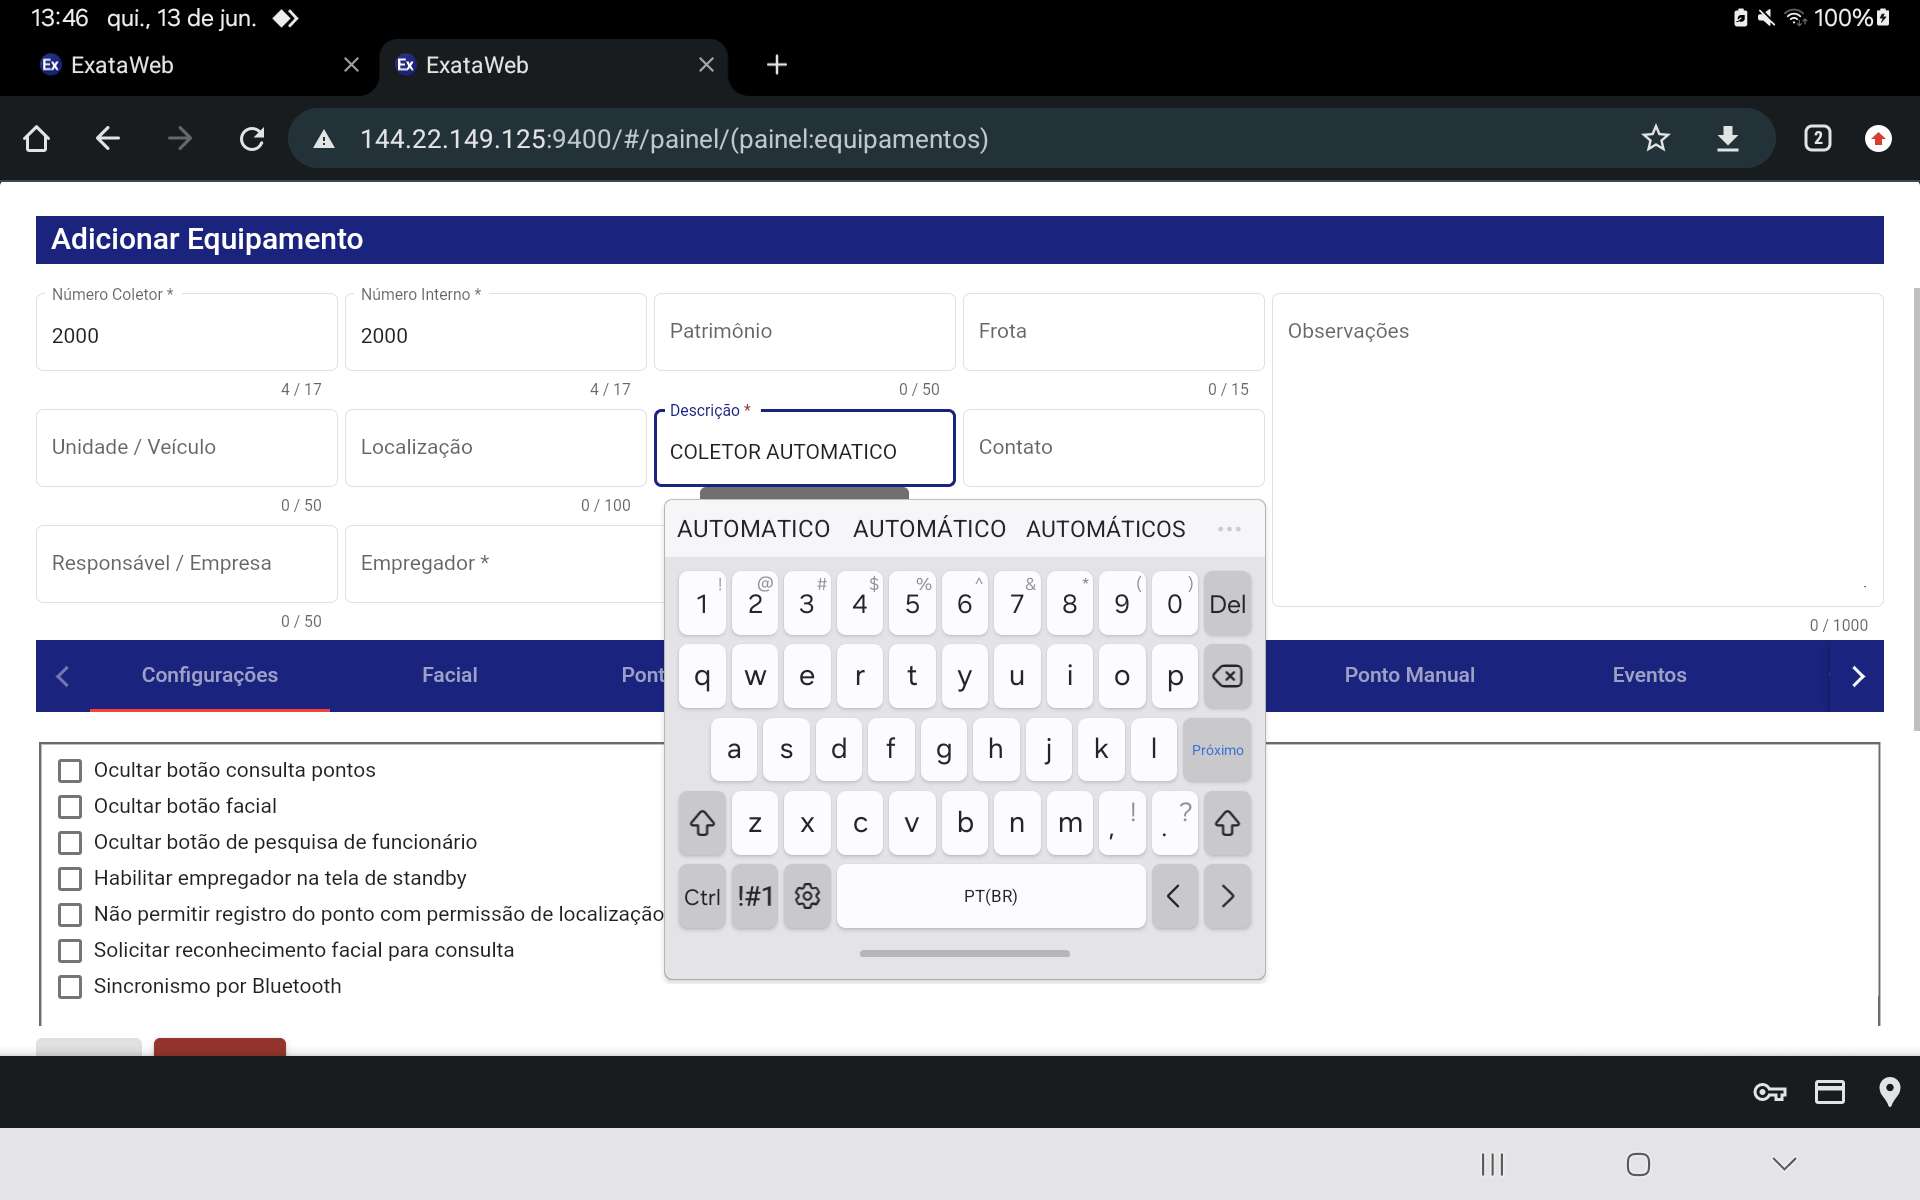 13:46 qui., 13 de jun. 100%
Ex ExataWeb Ex ExataWeb
144.22.149.125:9400/#/painel/(painel:equipamentos) 2
Adicionar Equipamento
Número Coletor * Número Interno *
2000 2000 Patrimônio Frota Observações
4 / 17 4 / 17 0 / 50 0 / 15
Descrição *
Unidade / Veículo Localização COLETOR AUTOMATICO Contato
0 / 50 0 / 100
AUTOMATICO AUTOMÁTICO AUTOMÁTICOS ...
Responsável / Empresa Empregador *
0 / 50 0 / 1000
! @ # $ % ^ & * ( )
1 2 3 4 5 6 7 8 9 0 Del
Configurações Facial Pont Ponto Manual Eventos
q w e r t y u i o p
a s d f g h j k l Próximo
z x c v b n m , ! . ?
Ctrl !#1 PT(BR) < >
Ocultar botão consulta pontos
Ocultar botão facial
Ocultar botão de pesquisa de funcionário
Habilitar empregador na tela de standby
Não permitir registro do ponto com permissão de localização
Solicitar reconhecimento facial para consulta
Sincronismo por Bluetooth